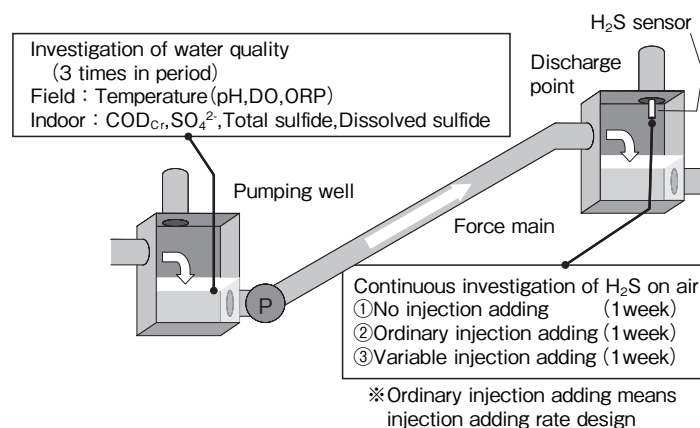 H₂S sensor
Investigation of water quality
(3 times in period)
Field：Temperature(pH,DO,ORP)
Indoor：COD_Cr,SO₄²⁻,Total sulfide,Dissolved sulfide
Discharge
point
Pumping well
Force main
P
Continuous investigation of H₂S on air
①No injection adding (1week)
②Ordinary injection adding (1week)
③Variable injection adding (1week)
※Ordinary injection adding means
injection adding rate design